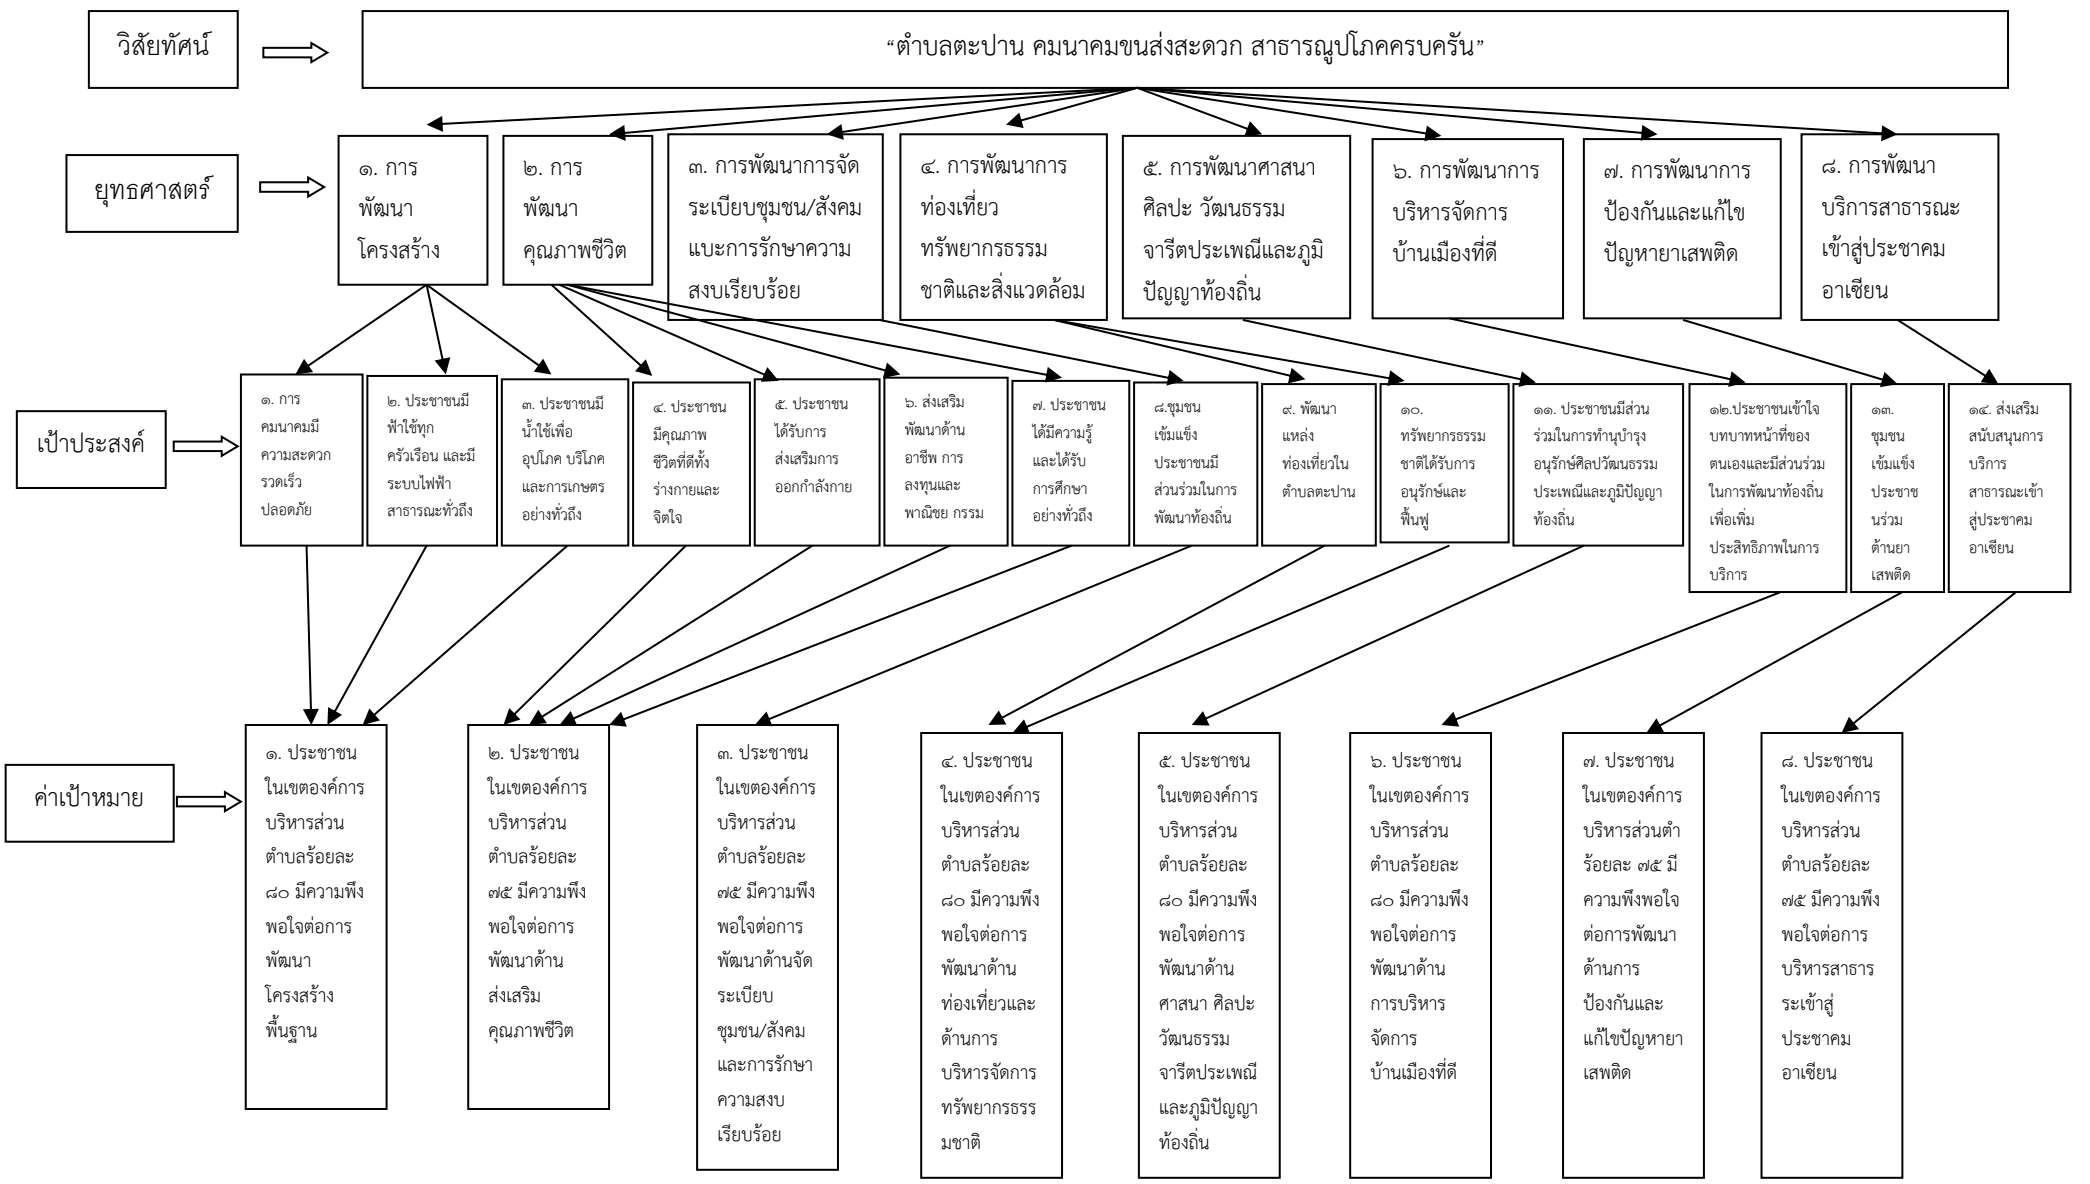 วิสัยทัศน์
“ตำบลตะปาน คมนาคมขนส่งสะดวก สาธารณูปโภคครบครัน”
ยุทธศาสตร์
๑. การ
พัฒนา
โครงสร้าง
๒. การ
พัฒนา
คุณภาพชีวิต
๓. การพัฒนาการจัด
ระเบียบชุมชน/สังคม
แบะการรักษาความ
สงบเรียบร้อย
๔. การพัฒนาการ
ท่องเที่ยว
ทรัพยากรธรรม
ชาติและสิ่งแวดล้อม
๕. การพัฒนาศาสนา
ศิลปะ วัฒนธรรม
จารีตประเพณีและภูมิ
ปัญญาท้องถิ่น
๖. การพัฒนาการ
บริหารจัดการ
บ้านเมืองที่ดี
๗. การพัฒนาการ
ป้องกันและแก้ไข
ปัญหายาเสพติด
๘. การพัฒนา
บริการสาธารณะ
เข้าสู่ประชาคม
อาเซียน
เป้าประสงค์
๑. การ
คมนาคมมี
ความสะดวก
รวดเร็ว
ปลอดภัย
๒. ประชาชนมี
ฟ้าใช้ทุก
ครัวเรือน และมี
ระบบไฟฟ้า
สาธารณะทั่วถึง
๓. ประชาชนมี
น้ำใช้เพื่อ
อุปโภค บริโภค
และการเกษตร
อย่างทั่วถึง
๔. ประชาชน
มีคุณภาพ
ชีวิตที่ดีทั้ง
ร่างกายและ
จิตใจ
๕. ประชาชน
ได้รับการ
ส่งเสริมการ
ออกกำลังกาย
๖. ส่งเสริม
พัฒนาด้าน
อาชีพ การ
ลงทุนและ
พาณิชย กรรม
๗. ประชาชน
ได้มีความรู้
และได้รับ
การศึกษา
อย่างทั่วถึง
๘.ชุมชน
เข้มแข็ง
ประชาชนมี
ส่วนร่วมในการ
พัฒนาท้องถิ่น
๙. พัฒนา
แหล่ง
ท่องเที่ยวใน
ตำบลตะปาน
๑๐.
ทรัพยากรธรรม
ชาติได้รับการ
อนุรักษ์และ
ฟื้นฟู
๑๑. ประชาชนมีส่วน
ร่วมในการทำนุบำรุง
อนุรักษ์ศิลปวัฒนธรรม
ประเพณีและภูมิปัญญา
ท้องถิ่น
๑๒.ประชาชนเข้าใจ
บทบาทหน้าที่ของ
ตนเองและมีส่วนร่วม
ในการพัฒนาท้องถิ่น
เพื่อเพิ่ม
ประสิทธิภาพในการ
บริการ
๑๓.
ชุมชน
เข้มแข็ง
ประชาช
นร่วม
ต้านยา
เสพติด
๑๔. ส่งเสริม
สนับสนุนการ
บริการ
สาธารณะเข้า
สู่ประชาคม
อาเซียน
ค่าเป้าหมาย
๑. ประชาชน
ในเขตองค์การ
บริหารส่วน
ตำบลร้อยละ
๘๐ มีความพึง
พอใจต่อการ
พัฒนา
โครงสร้าง
พื้นฐาน
๒. ประชาชน
ในเขตองค์การ
บริหารส่วน
ตำบลร้อยละ
๗๕ มีความพึง
พอใจต่อการ
พัฒนาด้าน
ส่งเสริม
คุณภาพชีวิต
๓. ประชาชน
ในเขตองค์การ
บริหารส่วน
ตำบลร้อยละ
๗๕ มีความพึง
พอใจต่อการ
พัฒนาด้านจัด
ระเบียบ
ชุมชน/สังคม
และการรักษา
ความสงบ
เรียบร้อย
๔. ประชาชน
ในเขตองค์การ
บริหารส่วน
ตำบลร้อยละ
๘๐ มีความพึง
พอใจต่อการ
พัฒนาด้าน
ท่องเที่ยวและ
ด้านการ
บริหารจัดการ
ทรัพยากรธรร
มชาติ
๕. ประชาชน
ในเขตองค์การ
บริหารส่วน
ตำบลร้อยละ
๘๐ มีความพึง
พอใจต่อการ
พัฒนาด้าน
ศาสนา ศิลปะ
วัฒนธรรม
จารีตประเพณี
และภูมิปัญญา
ท้องถิ่น
๖. ประชาชน
ในเขตองค์การ
บริหารส่วน
ตำบลร้อยละ
๘๐ มีความพึง
พอใจต่อการ
พัฒนาด้าน
การบริหาร
จัดการ
บ้านเมืองที่ดี
๗. ประชาชน
ในเขตองค์การ
บริหารส่วนตำ
ร้อยละ ๗๕ มี
ความพึงพอใจ
ต่อการพัฒนา
ด้านการ
ป้องกันและ
แก้ไขปัญหายา
เสพติด
๘. ประชาชน
ในเขตองค์การ
บริหารส่วน
ตำบลร้อยละ
๗๕ มีความพึง
พอใจต่อการ
บริหารสาธาร
ระเข้าสู่
ประชาคม
อาเซียน